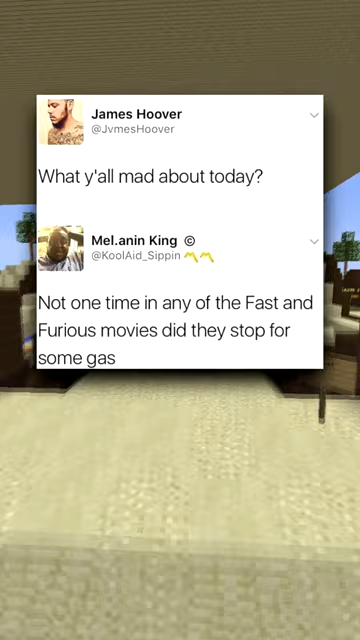 James Hoover
@JvmesHoover
What y'all mad about today?
Mel.anin King ©
@KoolAid_Sippin 〽️〽️
Not one time in any of the Fast and
Furious movies did they stop for
some gas